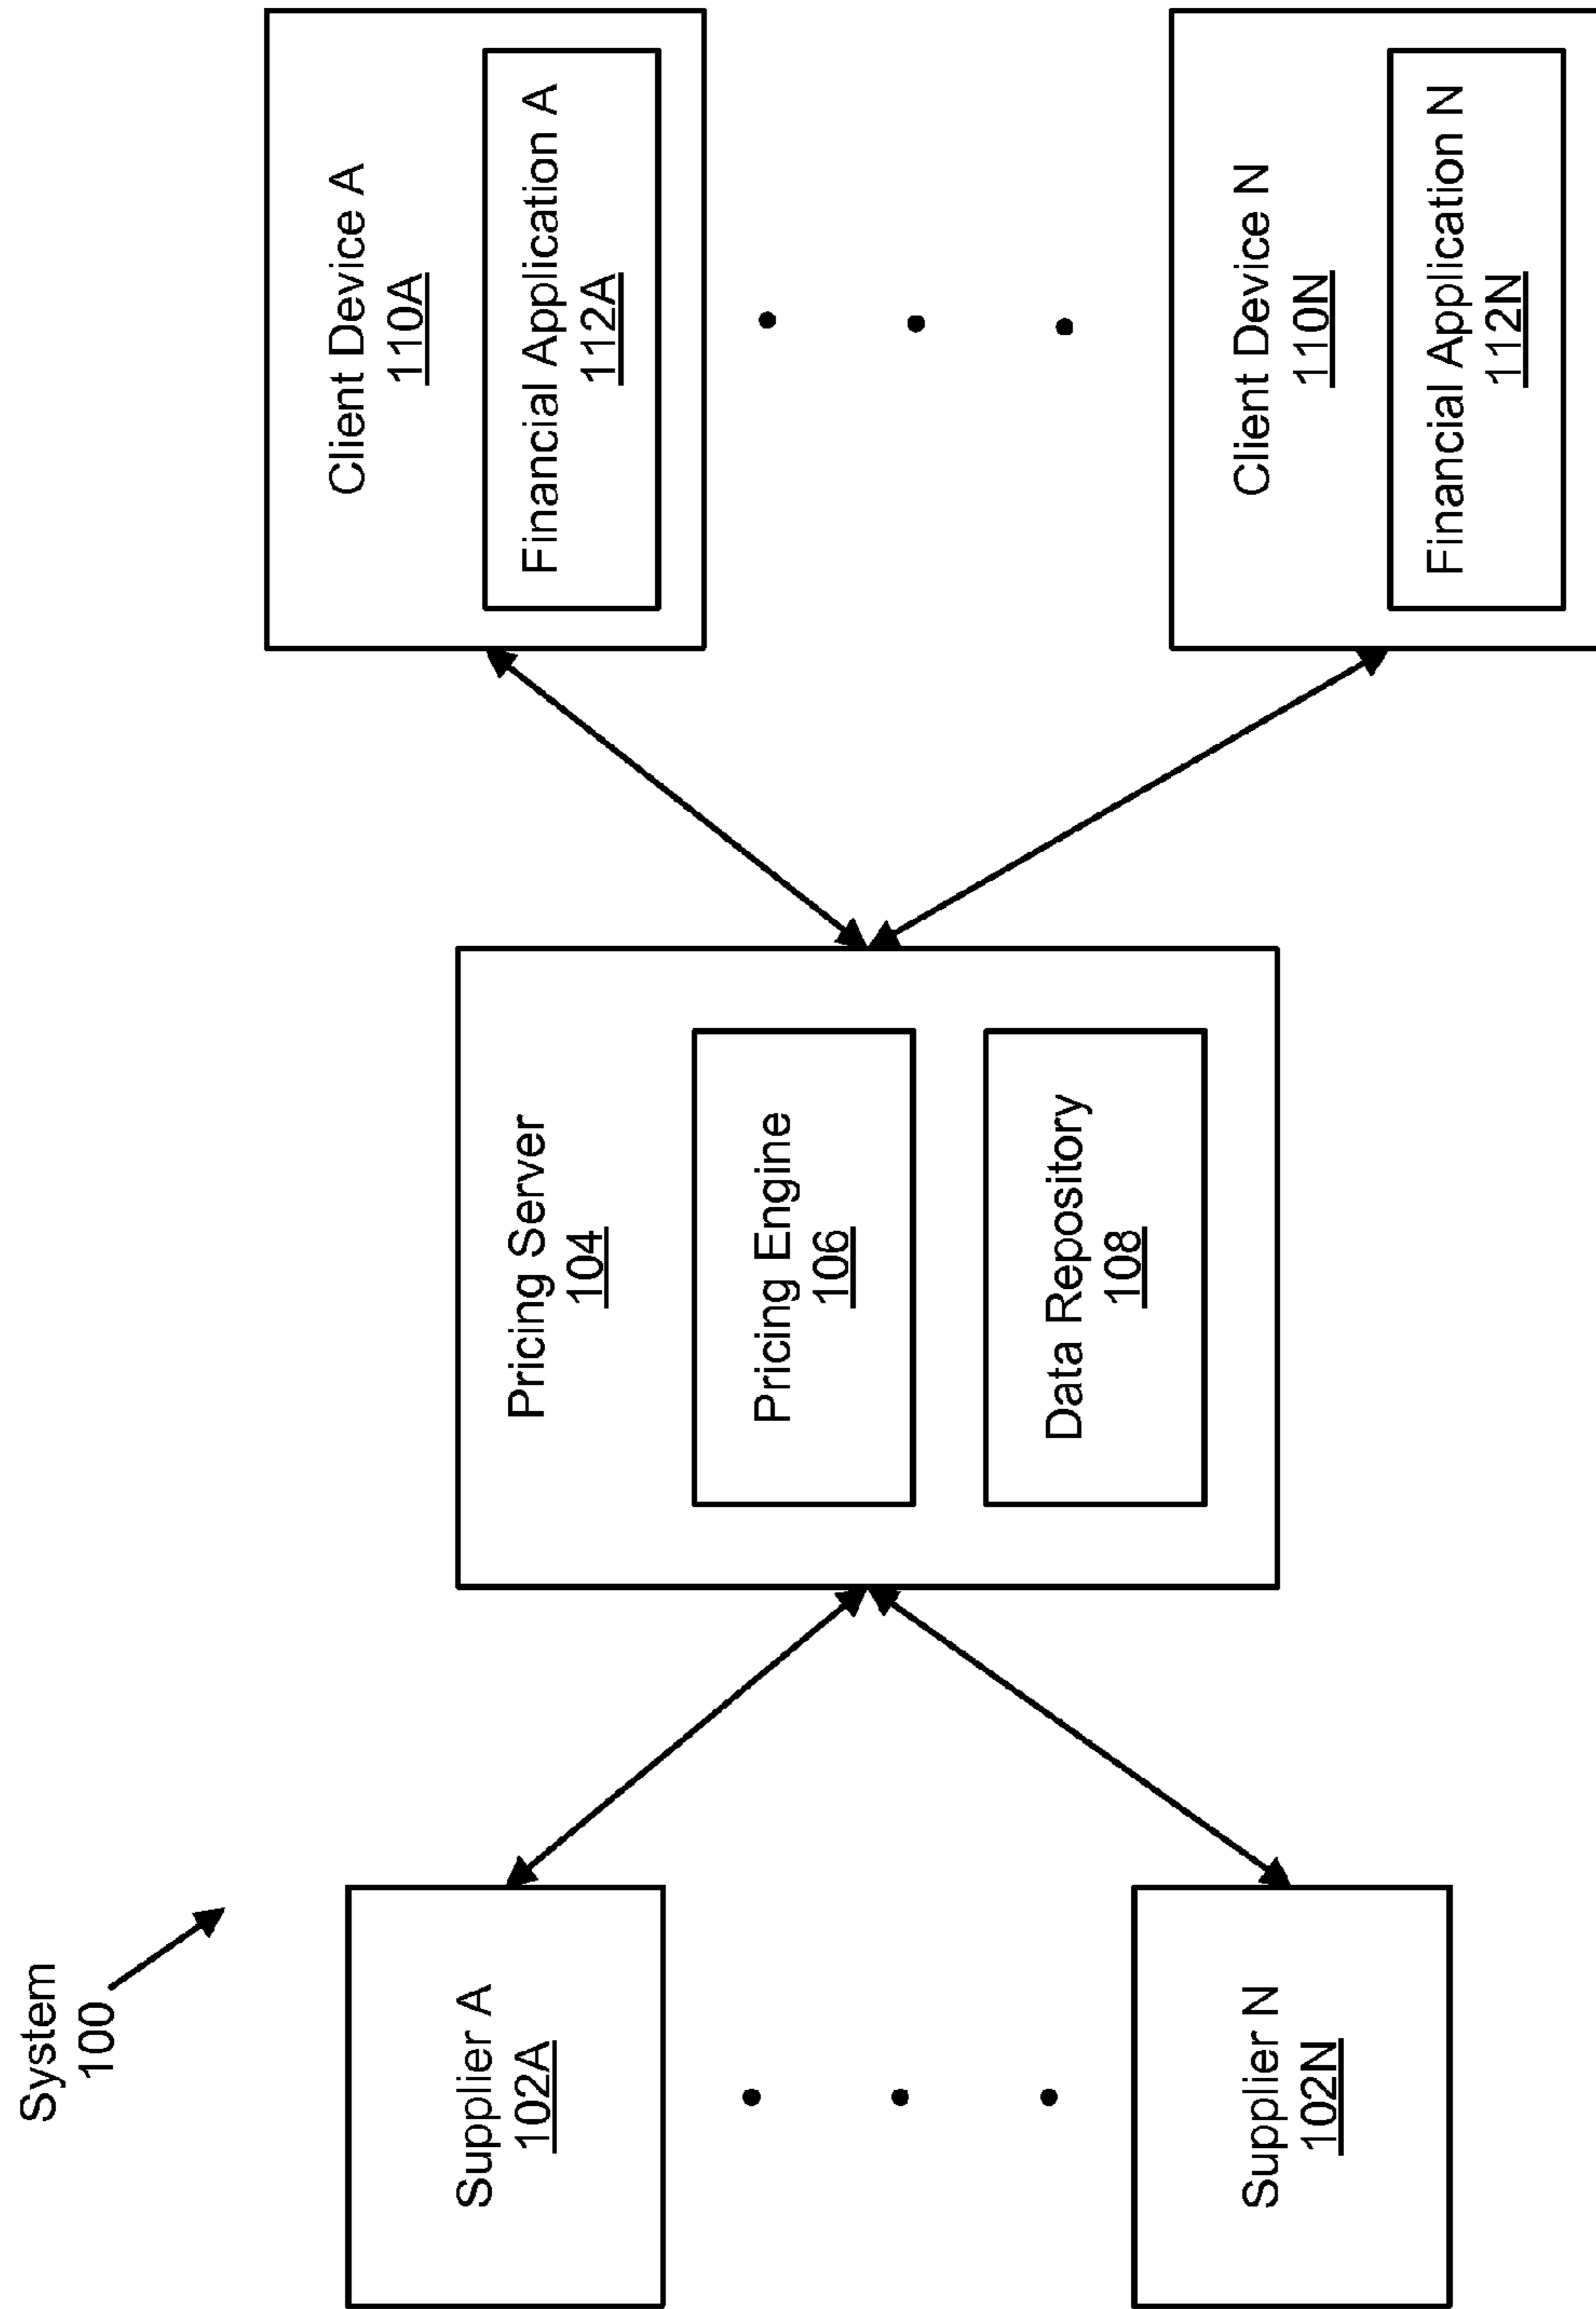 System
100
Supplier A
102A
Supplier N
102N
Pricing Server
104
Pricing Engine
106
Data Repository
108
Client Device A
110A
Financial Application A
112A
Client Device N
110N
Financial Application N
112N